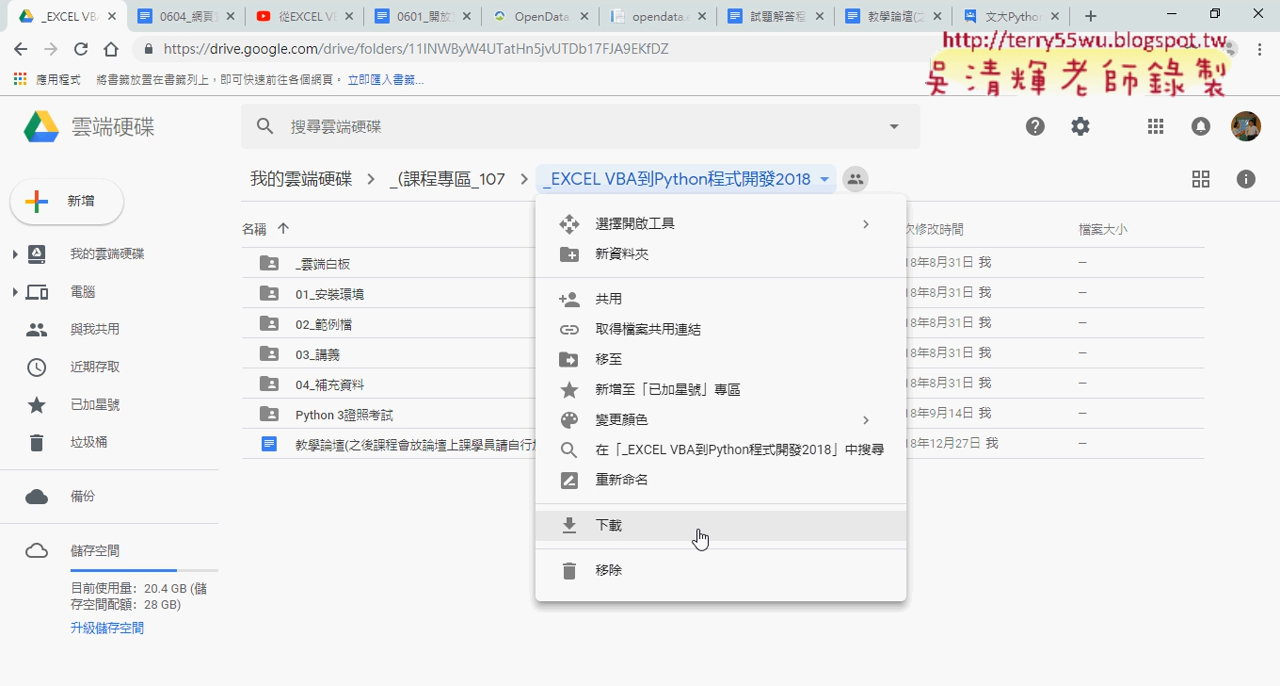 _EXCEL VB
0604_網頁
從EXCEL V
0601_開放
OpenData
opendata.
試題解答程
教學論壇(之
文大Python
https://drive.google.com/drive/folders/11INWByW4UTatHn5jvUTDb17FJA9EKfDZ
http://terry55wu.blogspot.tw
吳清輝老師錄製
應用程式
將書籤放置在書籤列上，即可快速前往各個網頁。
立即匯入書籤...
雲端硬碟
搜尋雲端硬碟
新增
我的雲端硬碟
_(課程專區_107
_EXCEL VBA到Python程式開發2018
名稱
次修改時間
檔案大小
我的雲端硬碟
電腦
與我共用
近期存取
已加星號
垃圾桶
備份
儲存空間
目前使用量: 20.4 GB (儲
存空間配額: 28 GB)
升級儲存空間
_雲端白板
18年8月31日 我
–
01_安裝環境
18年8月31日 我
–
02_範例檔
18年8月31日 我
–
03_講義
18年8月31日 我
–
04_補充資料
18年8月31日 我
–
Python 3證照考試
18年9月14日 我
–
教學論壇(之後課程會放論壇上課學員請自行
18年12月27日 我
–
選擇開啟工具
新資料夾
共用
取得檔案共用連結
移至
新增至「已加星號」專區
變更顏色
在「_EXCEL VBA到Python程式開發2018」中搜尋
重新命名
下載
移除